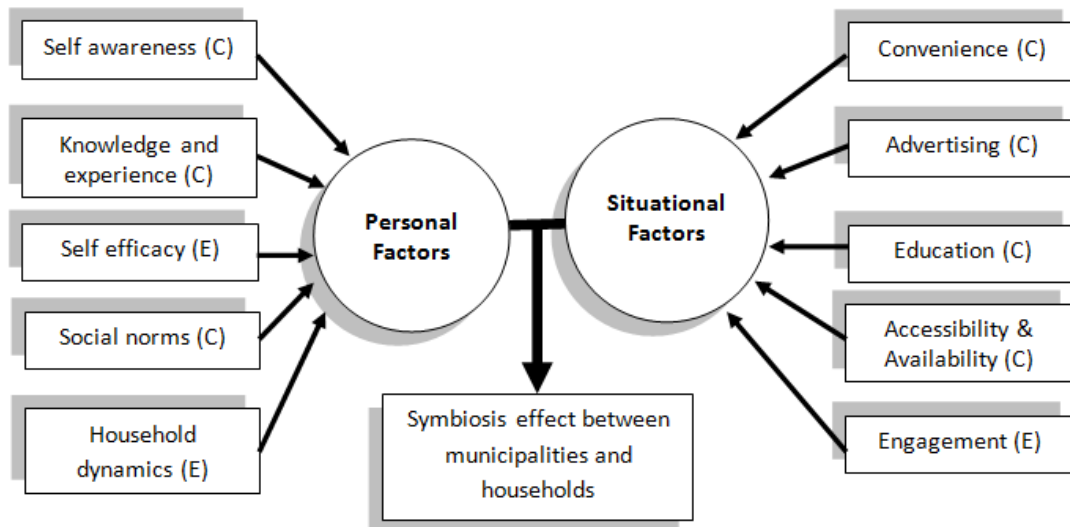 Self awareness (C)
Knowledge and
experience (C)
Self efficacy (E)
Social norms (C)
Household
dynamics (E)
Personal
Factors
Situational
Factors
Symbiosis effect between
municipalities and
households
Convenience (C)
Advertising (C)
Education (C)
Accessibility &
Availability (C)
Engagement (E)